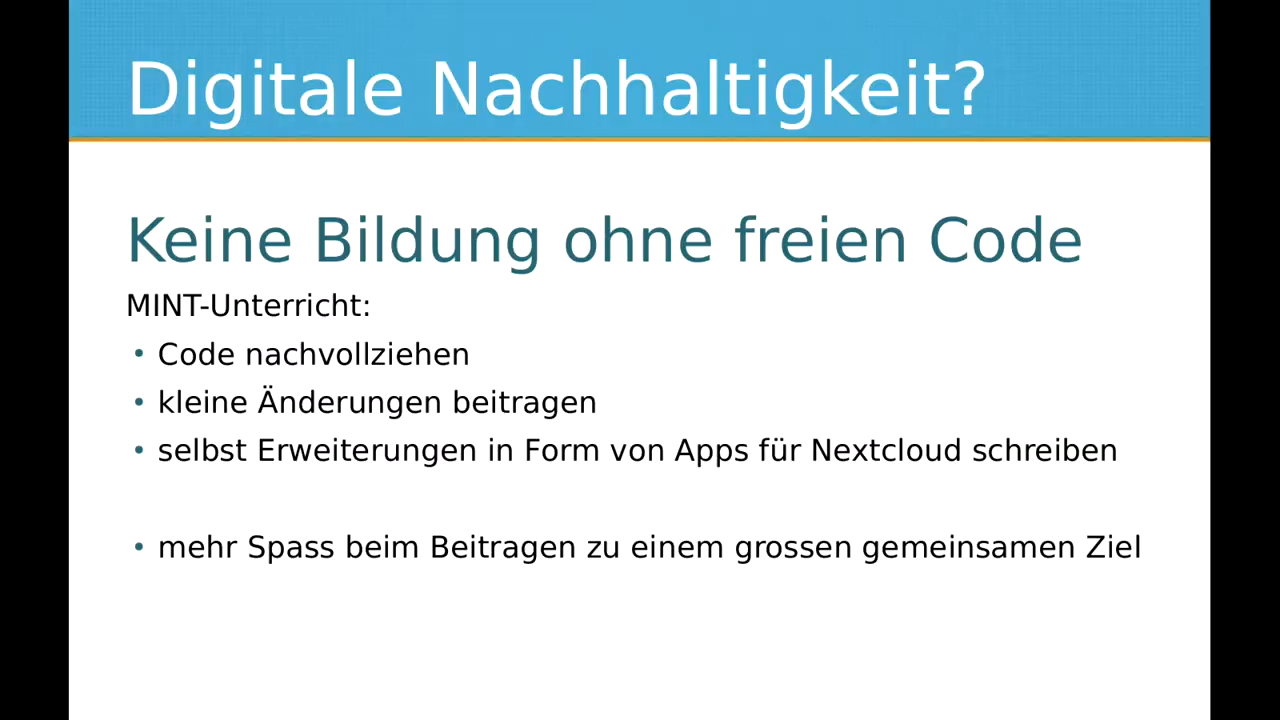 Digitale Nachhaltigkeit?
Keine Bildung ohne freien Code
MINT-Unterricht:
• Code nachvollziehen
• kleine Änderungen beitragen
• selbst Erweiterungen in Form von Apps für Nextcloud schreiben
• mehr Spass beim Beitragen zu einem grossen gemeinsamen Ziel